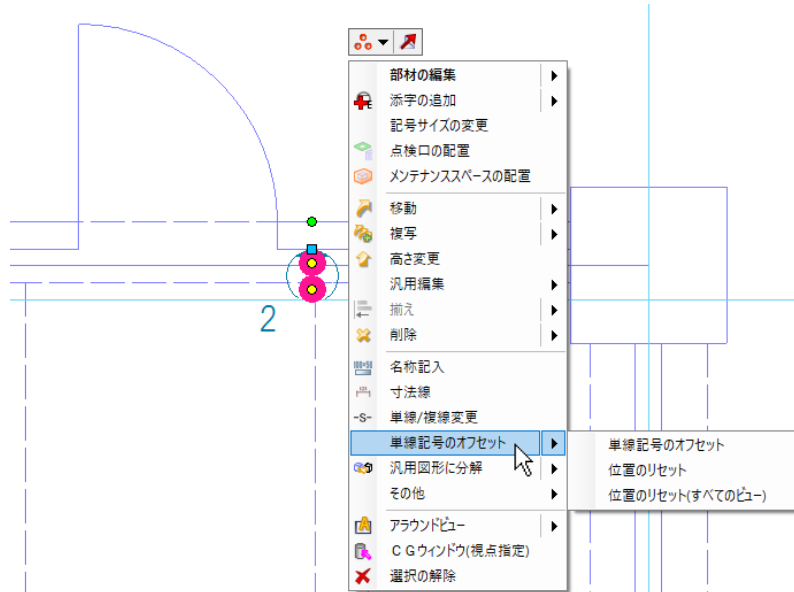 部材の編集
添字の追加
記号サイズの変更
点検口の配置
メンテナンススペースの配置
移動
複写
高さ変更
汎用編集
揃え
削除
名称記入
寸法線
-S- 単線/複線変更
単線記号のオフセット
汎用図形に分解
その他
アラウンドビュー
CGウィンドウ(視点指定)
選択の解除
単線記号のオフセット
位置のリセット
位置のリセット(すべてのビュー)
2